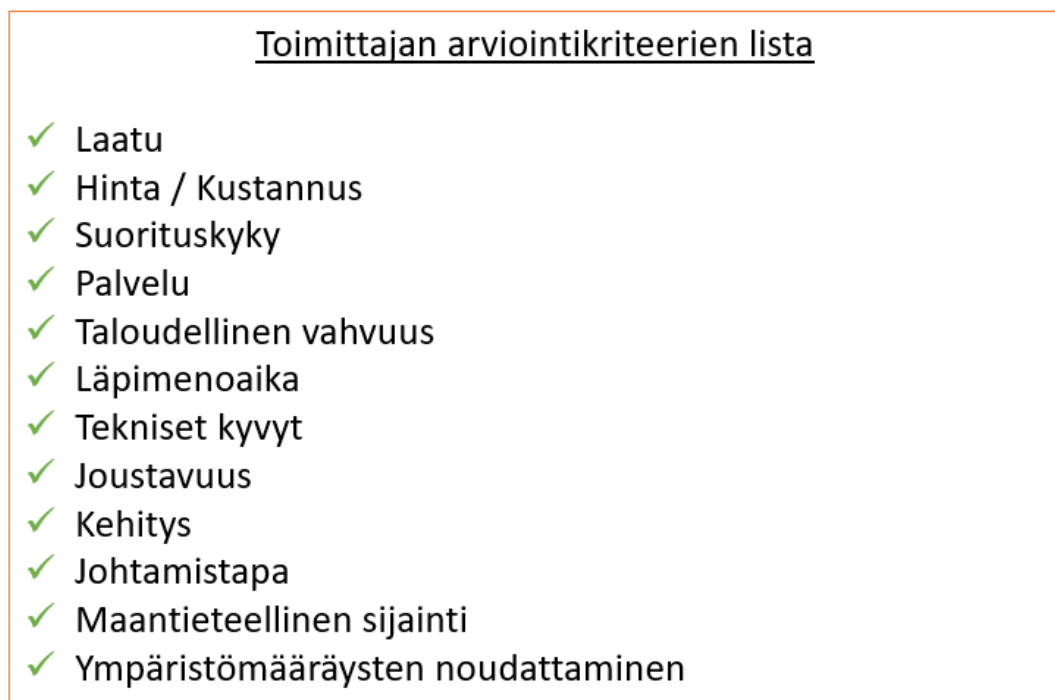 Toimittajan arviointikriteerien lista
Laatu
Hinta / Kustannus
Suorituskyky
Palvelu
Taloudellinen vahvuus
Läpimenoaika
Tekniset kyvyt
Joustavuus
Kehitys
Johtamistapa
Maantieteellinen sijainti
Ympäristömääräysten noudattaminen